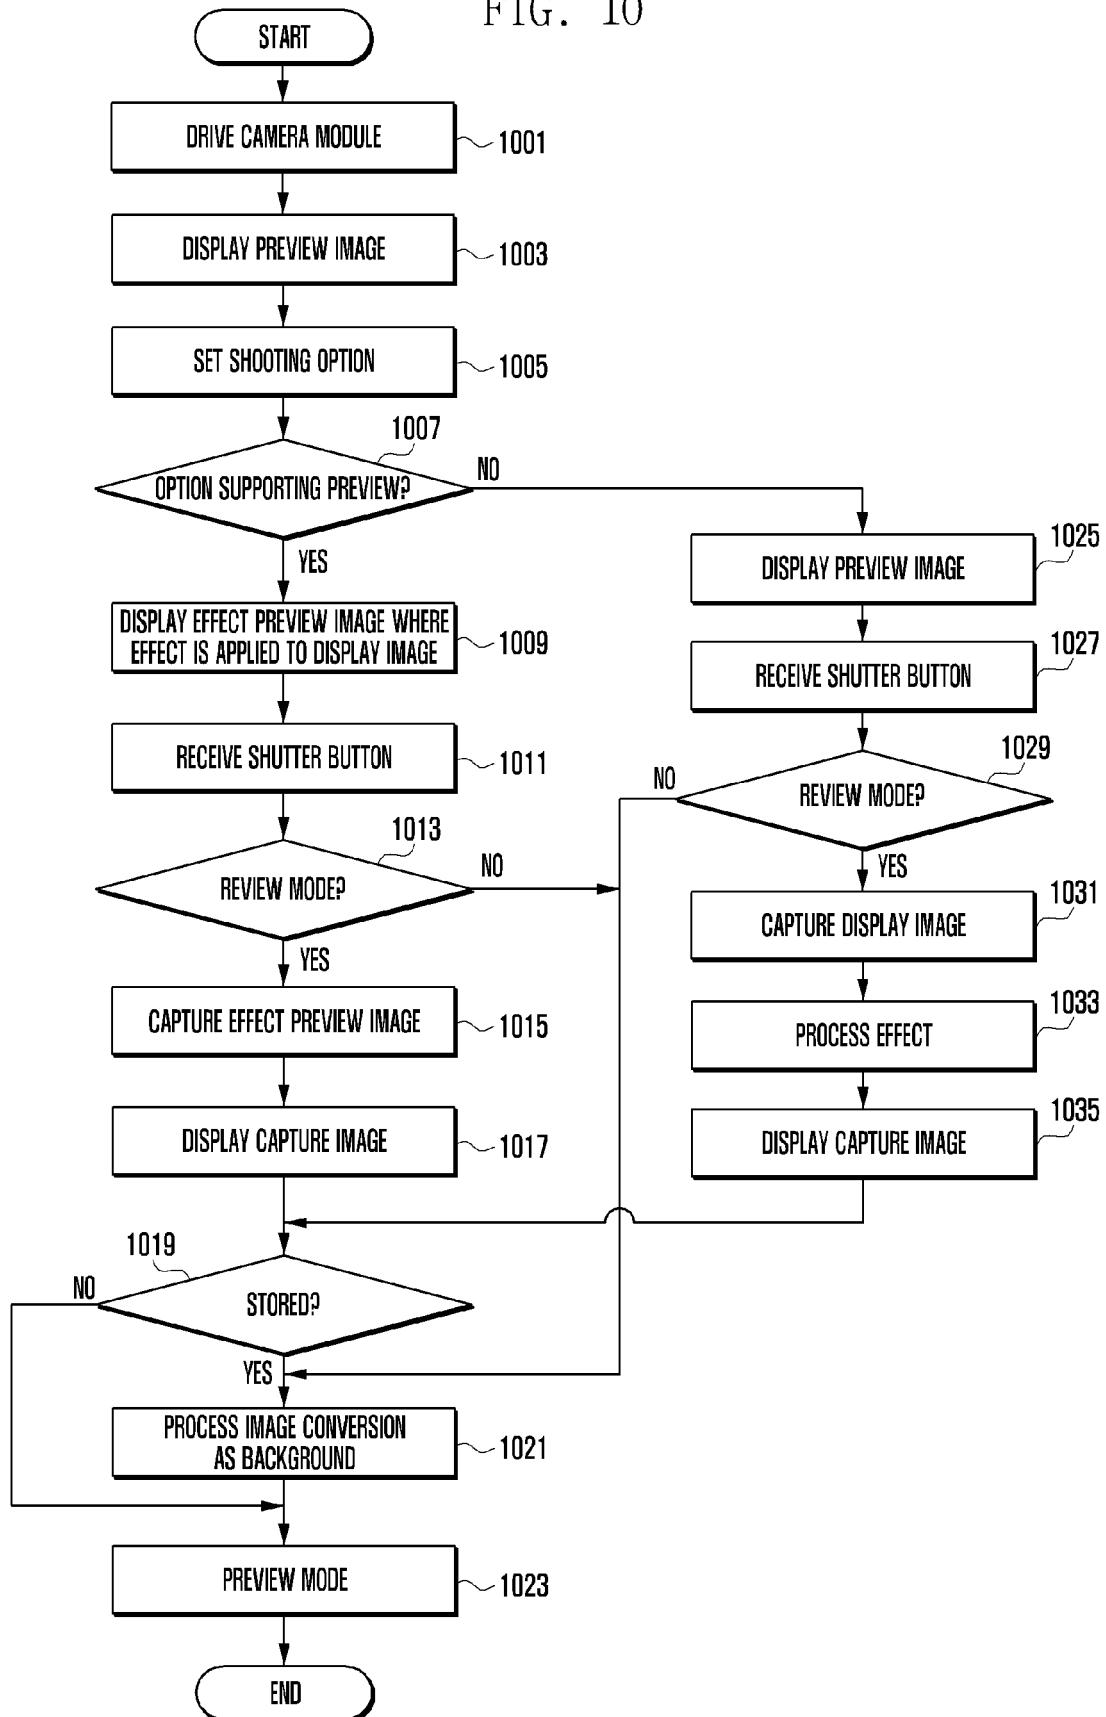 FIG. 10
START
DRIVE CAMERA MODULE
1001
DISPLAY PREVIEW IMAGE
1003
SET SHOOTING OPTION
1005
1007
OPTION SUPPORTING PREVIEW?
NO
YES
DISPLAY EFFECT PREVIEW IMAGE WHERE
EFFECT IS APPLIED TO DISPLAY IMAGE
1009
RECEIVE SHUTTER BUTTON
1011
1013
REVIEW MODE?
NO
YES
CAPTURE EFFECT PREVIEW IMAGE
1015
DISPLAY CAPTURE IMAGE
1017
1019
NO
STORED?
YES
PROCESS IMAGE CONVERSION
AS BACKGROUND
1021
PREVIEW MODE
1023
END
DISPLAY PREVIEW IMAGE
1025
RECEIVE SHUTTER BUTTON
1027
1029
NO
REVIEW MODE?
YES
CAPTURE DISPLAY IMAGE
1031
PROCESS EFFECT
1033
DISPLAY CAPTURE IMAGE
1035